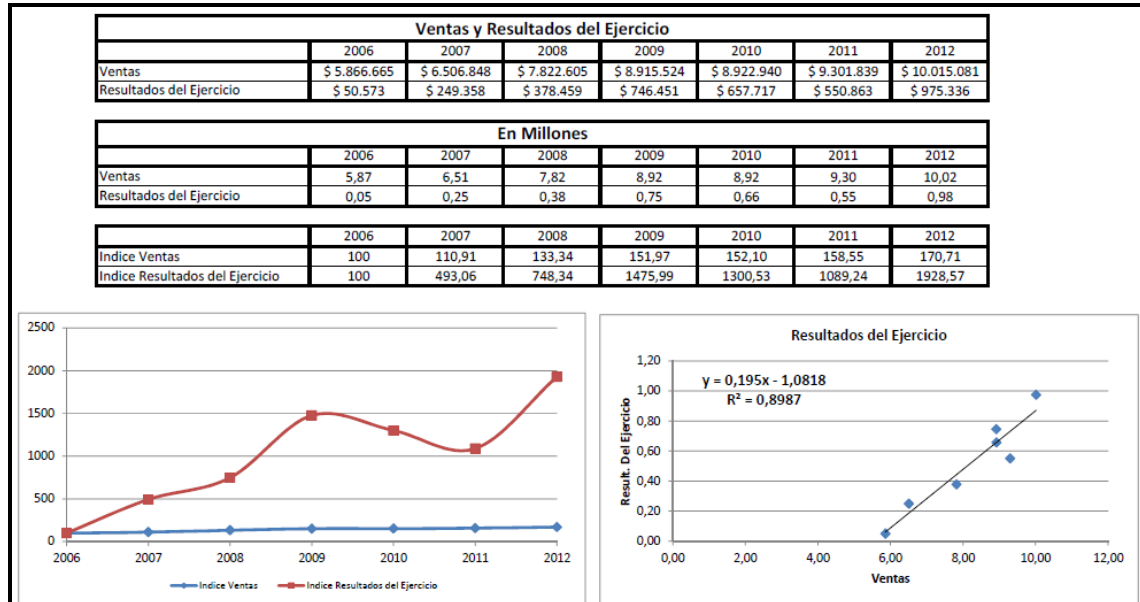 Ventas y Resultados del Ejercicio
2006 2007 2008 2009 2010 2011 2012
Ventas $ 5.866.665 $ 6.506.848 $ 7.822.605 $ 8.915.524 $ 8.922.940 $ 9.301.839 $ 10.015.081
Resultados del Ejercicio $ 50.573 $ 249.358 $ 378.459 $ 746.451 $ 657.717 $ 550.863 $ 975.336
En Millones
2006 2007 2008 2009 2010 2011 2012
Ventas 5,87 6,51 7,82 8,92 8,92 9,30 10,02
Resultados del Ejercicio 0,05 0,25 0,38 0,75 0,66 0,55 0,98
2006 2007 2008 2009 2010 2011 2012
Indice Ventas 100 110,91 133,34 151,97 152,10 158,55 170,71
Indice Resultados del Ejercicio 100 493,06 748,34 1475,99 1300,53 1089,24 1928,57
2500
2000
1500
1000
500
0
2006 2007 2008 2009 2010 2011 2012
Indice Ventas Indice Resultados del Ejercicio
Resultados del Ejercicio
y = 0,195x - 1,0818
R² = 0,8987
Result. Del Ejercicio
1,20
1,00
0,80
0,60
0,40
0,20
0,00
0,00 2,00 4,00 6,00 8,00 10,00 12,00
Ventas